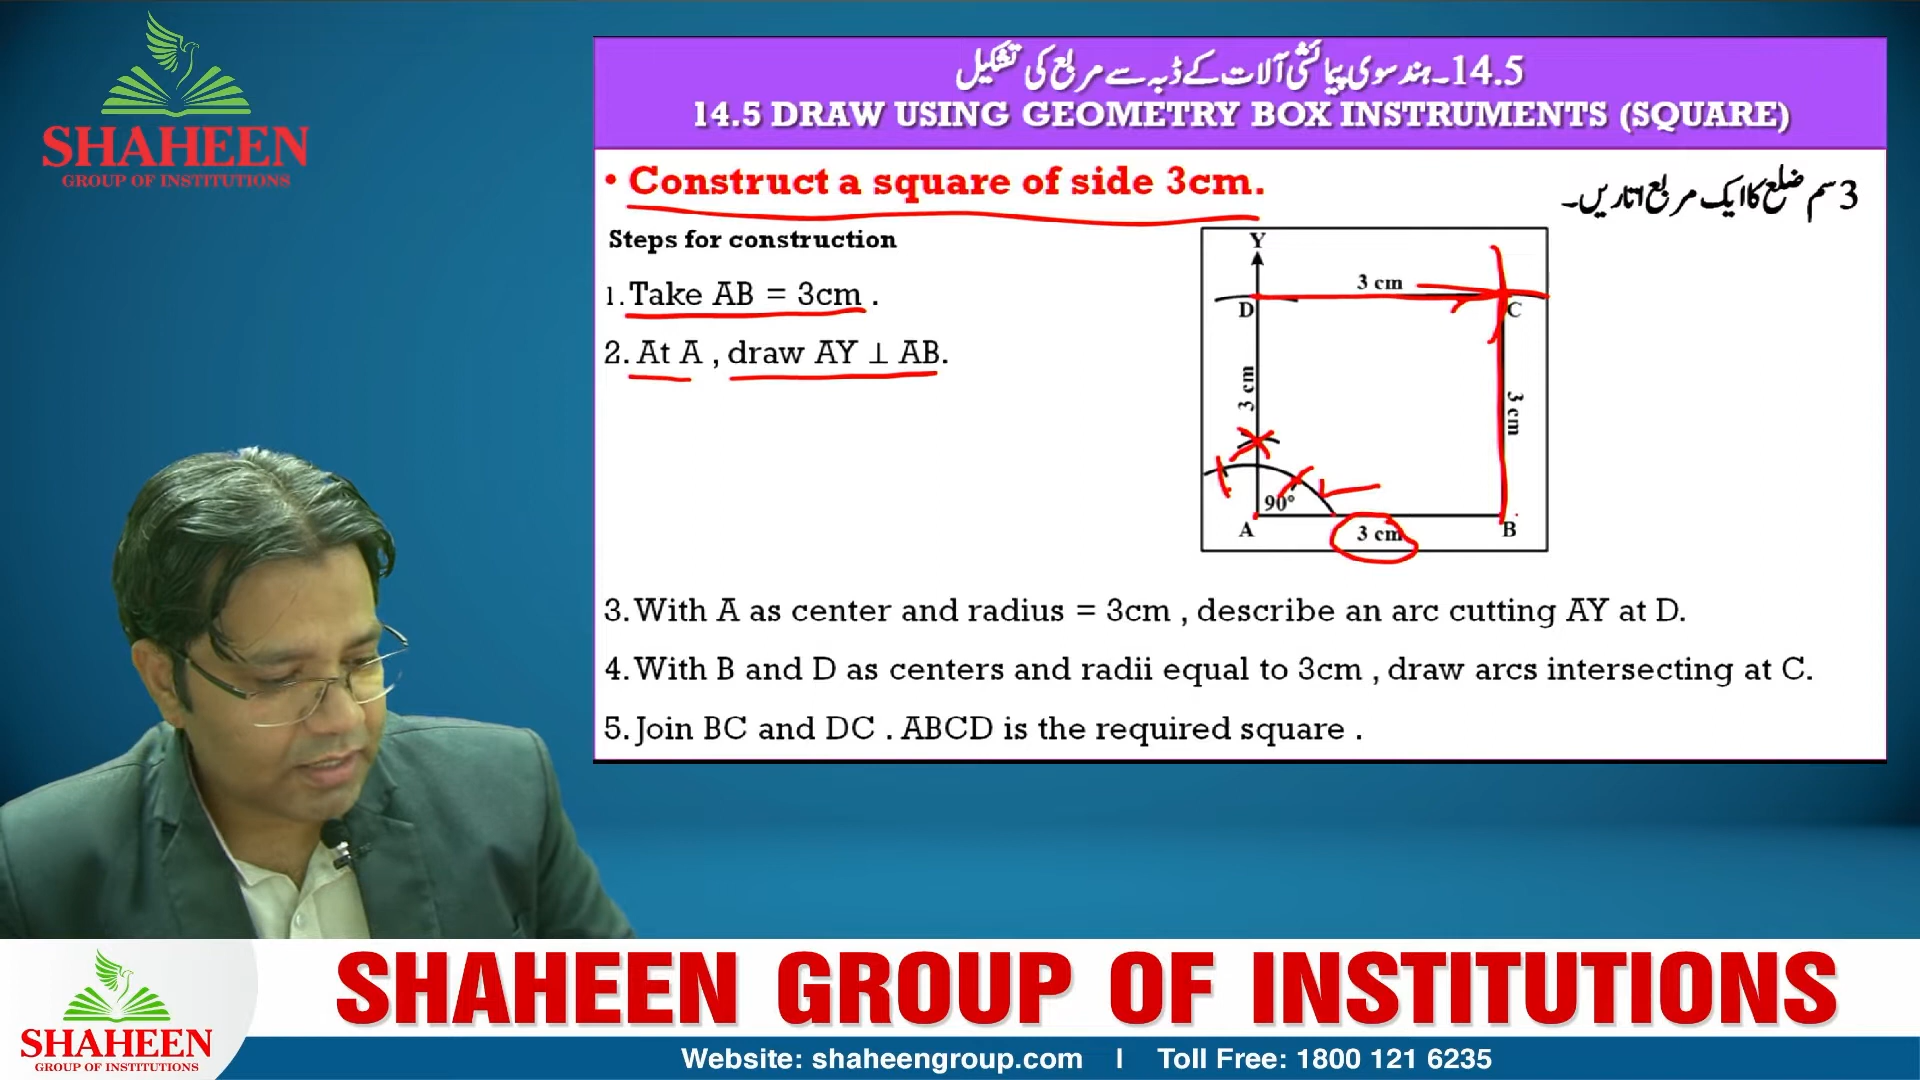 SHAHEEN
GROUP OF INSTITUTIONS
14.5۔ہندسوی پیمائشی آلات کے ڈبہ سے مربع کی تشکیل
14.5 DRAW USING GEOMETRY BOX INSTRUMENTS (SQUARE)
• Construct a square of side 3cm.
3 سم ضلع کا ایک مربع اتاریں۔
Steps for construction
1. Take AB = 3cm .
2. At A , draw AY ⊥ AB.
Y
3 cm
D
C
3 cm
3 cm
90°
A
3 cm
B
3. With A as center and radius = 3cm , describe an arc cutting AY at D.
4. With B and D as centers and radii equal to 3cm , draw arcs intersecting at C.
5. Join BC and DC . ABCD is the required square .
SHAHEEN GROUP OF INSTITUTIONS
SHAHEEN
GROUP OF INSTITUTIONS
Website: shaheengroup.com | Toll Free: 1800 121 6235